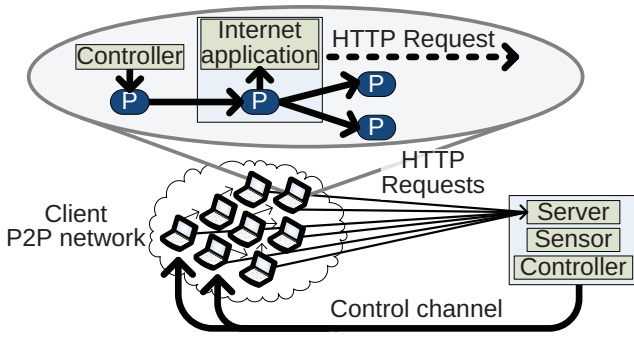 Internet
application
HTTP Request
Controller
P
P
P
P
HTTP
Requests
Client
P2P network
Server
Sensor
Controller
Control channel